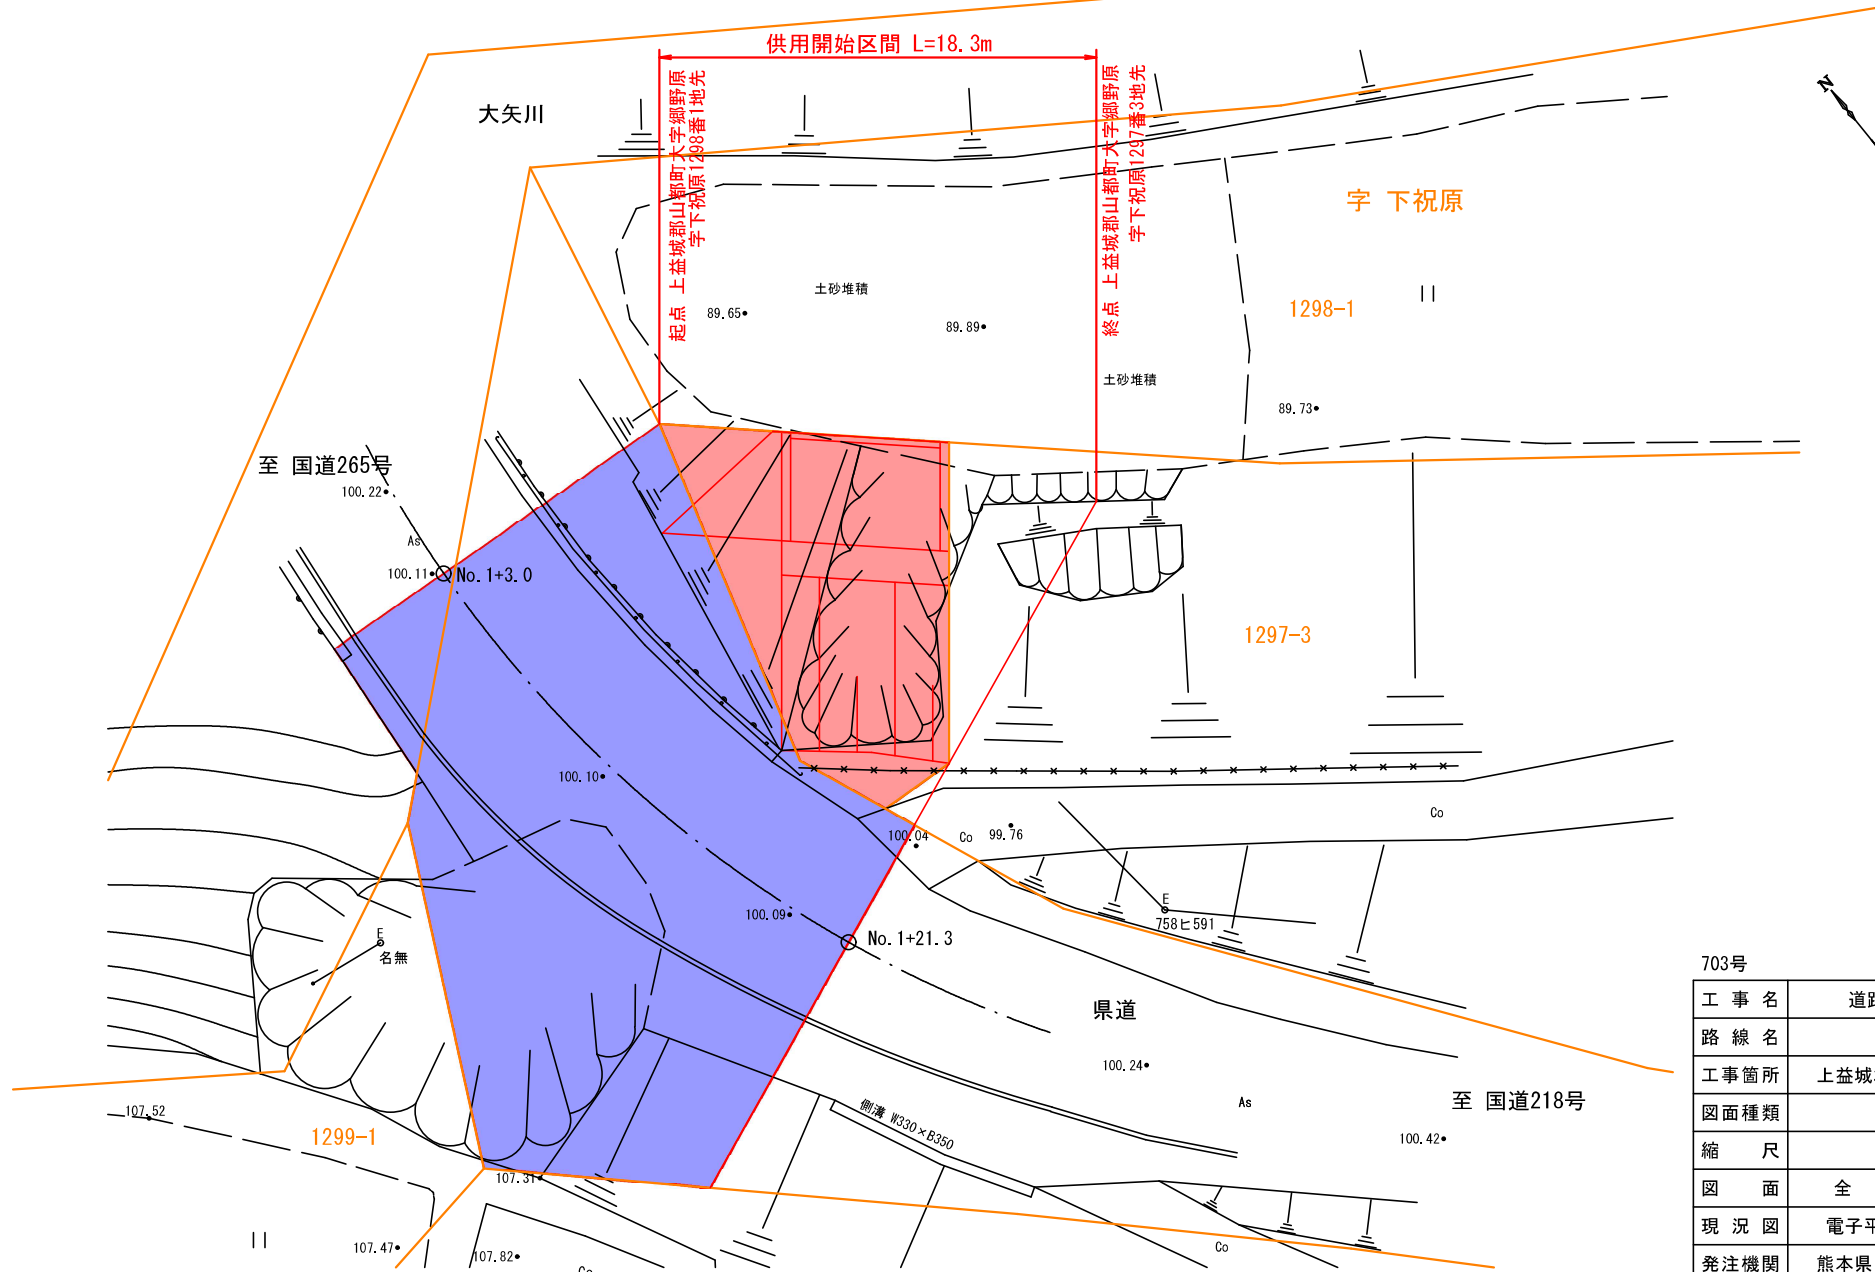 供用開始区間 L=18.3m
大矢川
起点 上益城郡山都町大字郷野原
字下祝原1298番1地先
終点 上益城郡山都町大字郷野原
字下祝原1297番3地先
N
字 下祝原
土砂堆積
1298-1
89.65
89.89
土砂堆積
89.73
至 国道265号
100.22
As
100.11
No.1+3.0
1297-3
100.10
100.04
Co
99.76
Co
E
758ヒ591
100.09
No.1+21.3
E
名無
県道
100.24
As
至 国道218号
100.42
側溝 W330×B350
107.52
1299-1
107.31
107.47
107.82
Co
Co
703号
工事名 道路
路線名
工事箇所 上益城
図面種類
縮尺
図面 全
現況図 電子平
発注機関 熊本県